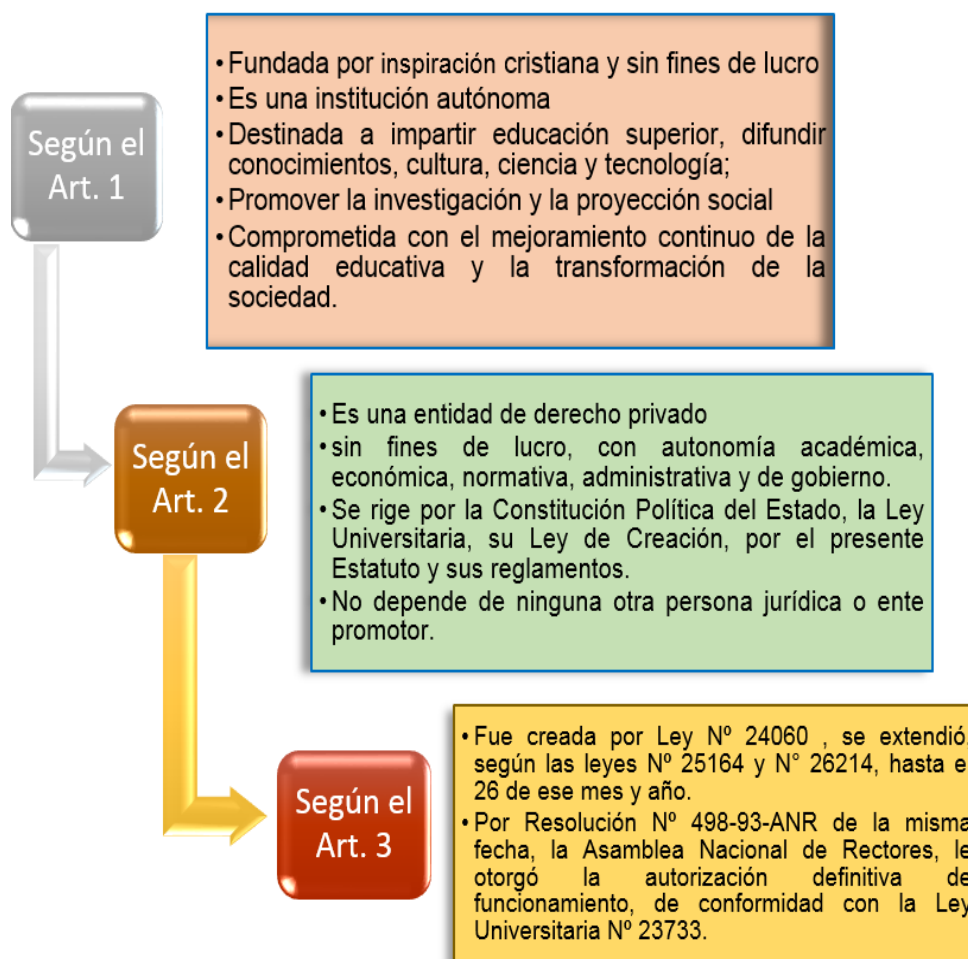 Según el
Art. 1
• Fundada por inspiración cristiana y sin fines de lucro
• Es una institución autónoma
• Destinada a impartir educación superior, difundir
conocimientos, cultura, ciencia y tecnología;
• Promover la investigación y la proyección social
• Comprometida con el mejoramiento continuo de la
calidad educativa y la transformación de la
sociedad.
Según el
Art. 2
• Es una entidad de derecho privado
• sin fines de lucro, con autonomía académica,
económica, normativa, administrativa y de gobierno.
• Se rige por la Constitución Política del Estado, la Ley
Universitaria, su Ley de Creación, por el presente
Estatuto y sus reglamentos.
• No depende de ninguna otra persona jurídica o ente
promotor.
Según el
Art. 3
• Fue creada por Ley Nº 24060 , se extendió,
según las leyes Nº 25164 y N° 26214, hasta el
26 de ese mes y año.
• Por Resolución Nº 498-93-ANR de la misma
fecha, la Asamblea Nacional de Rectores, le
otorgó la autorización definitiva de
funcionamiento, de conformidad con la Ley
Universitaria Nº 23733.